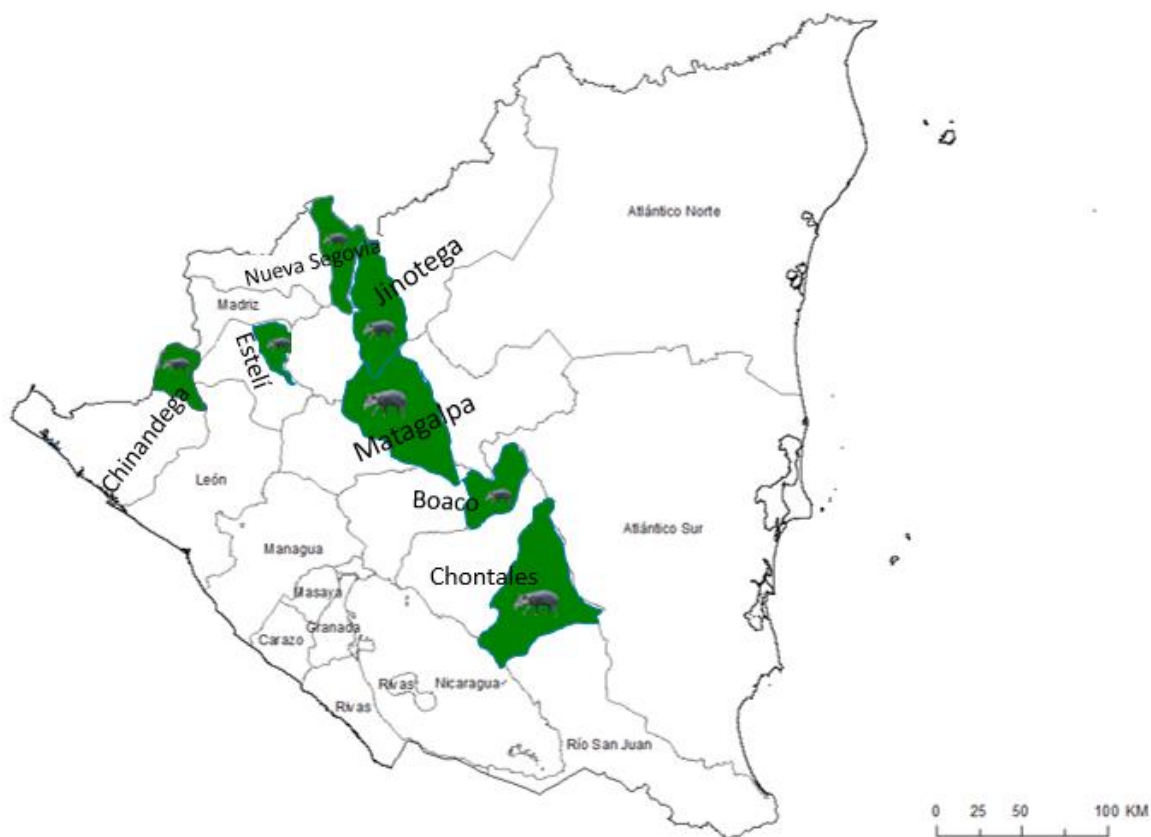 Atlántico Norte
Nueva Segovia
Jinotega
Madriz
Estelí
Chinandega
Matagalpa
León
Boaco
Atlántico Sur
Managua
Chontales
Masaya
Granada
Carazo
Rivas
Nicaragua
Rivas
Río San Juan
0 25 50 100 KM